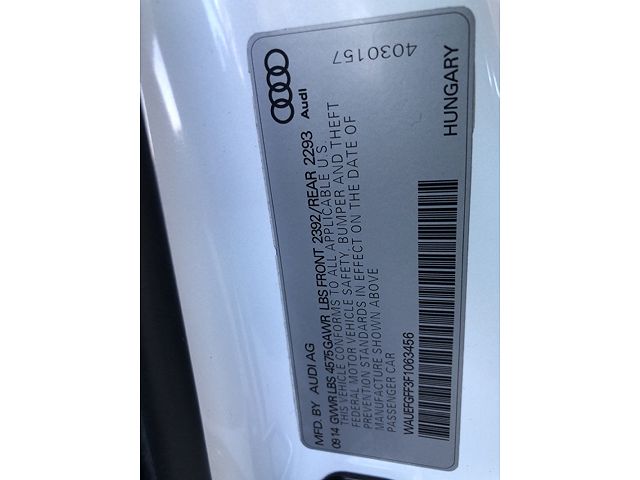 Audi
4030157
MFD. BY AUDI AG
0914 GVWR LBS 4575 GAWR LBS FRONT 2392/REAR 2293
THIS VEHICLE CONFORMS TO ALL APPLICABLE U.S.
FEDERAL MOTOR VEHICLE SAFETY, BUMPER AND THEFT
PREVENTION STANDARDS IN EFFECT ON THE DATE OF
MANUFACTURE SHOWN ABOVE
PASSENGER CAR
WAUEFGFF3F1063456
HUNGARY